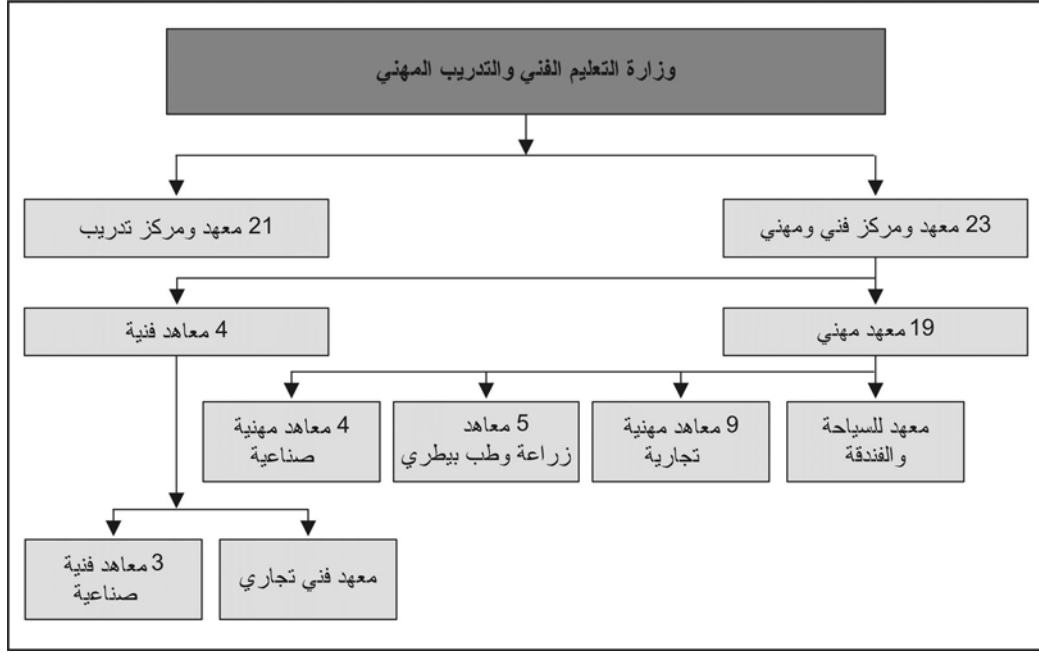 وزارة التعليم الفني والتدريب المهني
23 معهد ومركز فني ومهني
21 معهد ومركز تدريب
19 معهد مهني
4 معاهد فنية
معهد للسياحة
والفندقة
9 معاهد مهنية
تجارية
5 معاهد
زراعة وطب بيطري
4 معاهد مهنية
صناعية
معهد فني تجاري
3 معاهد فنية
صناعية